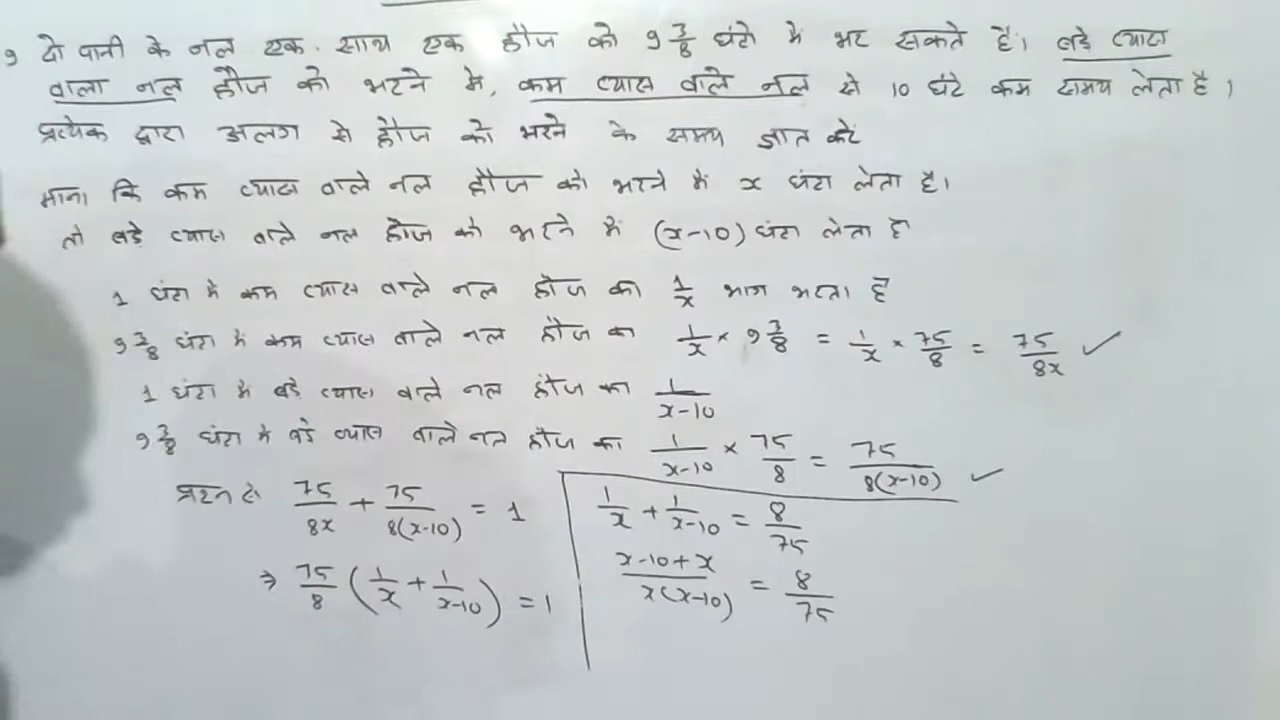 9 दो पानी के नल एक साथ एक हौज को 9 3/8 घंटो में भर सकते हैं। बड़े व्यास
वाला नल हौज को भरने में, कम व्यास वाले नल से 10 घंटे कम समय लेता है।
प्रत्येक द्वारा अलग से हौज को भरने के समय ज्ञात करें
माना कि कम व्यास वाले नल हौज को भरने में x घंटा लेता है।
तो बड़े व्यास वाले नल हौज को भरने में (x-10) घंटा लेता है
1 घंटा में कम व्यास वाले नल हौज का 1/x भाग भरता है
9 3/8 घंटा में कम व्यास वाले नल हौज का 1/x × 9 3/8 = 1/x × 75/8 = 75/8x ✓
1 घंटा में बड़े व्यास वाले नल हौज का 1/x-10
9 3/8 घंटा में बड़े व्यास वाले नल हौज का 1/x-10 × 75/8 = 75/8(x-10) ✓
प्रश्न से 75/8x + 75/8(x-10) = 1
⇒ 75/8 (1/x + 1/x-10) = 1
1/x + 1/x-10 = 8/75
x-10+x/x(x-10) = 8/75